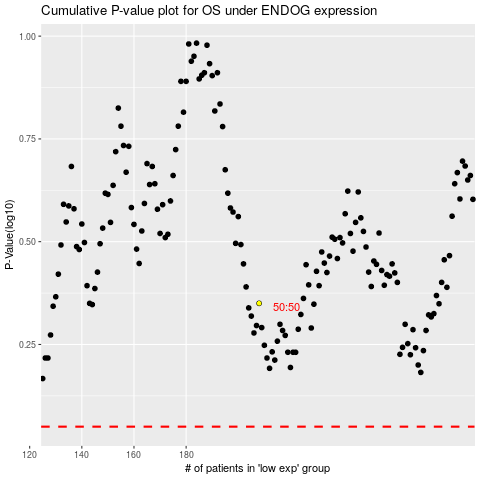 Cumulative P-value plot for OS under ENDOG expression
P-Value(log10)
1.00
0.75
0.50
0.25
50:50
120 140 160 180
# of patients in 'low exp' group